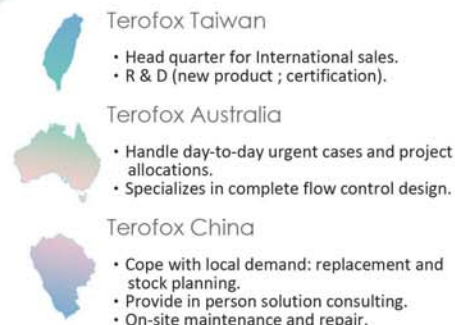 Terofox Taiwan
・Head quarter for International sales.
・R & D (new product ; certification).
Terofox Australia
・Handle day-to-day urgent cases and project
allocations.
・Specializes in complete flow control design.
Terofox China
・Cope with local demand: replacement and
stock planning.
・Provide in person solution consulting.
・On-site maintenance and repair.